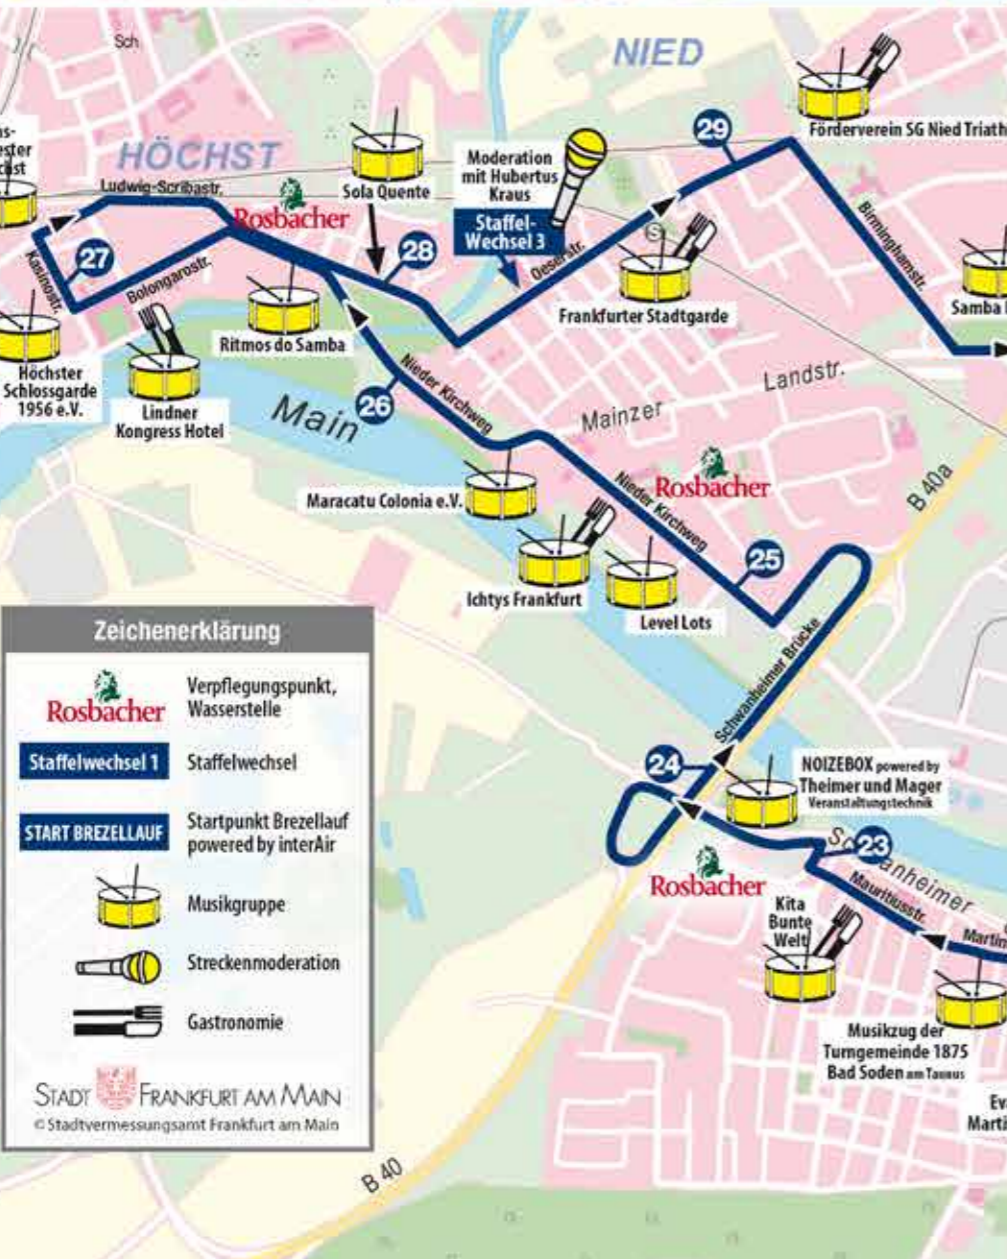 Sch
NIED
HÖCHST
Ludwig-Scribastr.
Rosbacher
Sola Quente
Moderation
mit Hubertus
Kraus
Staffel-
Wechsel 3
29
Förderverein SG Nied Triath
27
28
Kasinostr.
Bolongarostr.
Oeserstr.
Birminghamstr.
S
Frankfurter Stadtgarde
Samba
Ritmos do Samba
Höchster
Schlossgarde
1956 e.V.
Lindner
Kongress Hotel
26
Nieder Kirchweg
Main
Mainzer
Landstr.
Rosbacher
B 40a
Maracatu Colonia e.V.
Nieder Kirchweg
25
Ichtys Frankfurt
Level Lots
Schwanheimer Brücke
24
NOIZEBOX powered by
Theimer und Mager
Veranstaltungstechnik
23
Rosbacher
Mauritiusstr.
Kita
Bunte
Welt
Martin
Musikzug der
Turngemeinde 1875
Bad Soden am Taunus
Ev
Marti
B 40
Zeichenerklärung
Rosbacher
Verpflegungspunkt,
Wasserstelle
Staffelwechsel 1
Staffelwechsel
START BREZELLAUF
Startpunkt Brezellauf
powered by interAir
Musikgruppe
Streckenmoderation
Gastronomie
STADT FRANKFURT AM MAIN
© Stadtvermessungsamt Frankfurt am Main